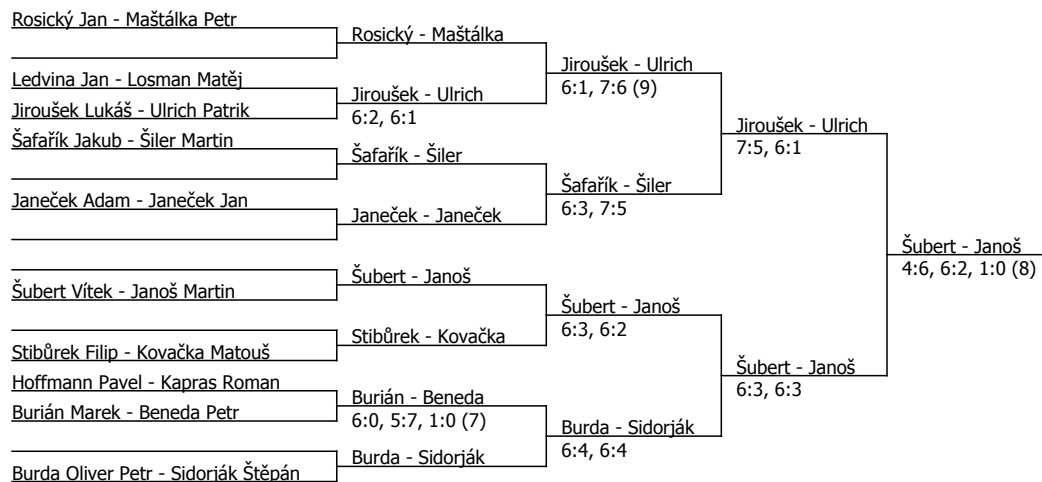 Rosický Jan - Maštálka Petr
Ledvina Jan - Losman Matěj
Jiroušek Lukáš - Ulrich Patrik
Šafařík Jakub - Šiler Martin
Janeček Adam - Janeček Jan
Šubert Vítek - Janoš Martin
Stibůrek Filip - Kovačka Matouš
Hoffmann Pavel - Kapras Roman
Burián Marek - Beneda Petr
Burda Oliver Petr - Sidorják Štěpán
Rosický - Maštálka
Jiroušek - Ulrich
6:2, 6:1
Šafařík - Šiler
Janeček - Janeček
Šubert - Janoš
Stibůrek - Kovačka
Burián - Beneda
6:0, 5:7, 1:0 (7)
Burda - Sidorják
Jiroušek - Ulrich
6:1, 7:6 (9)
Šafařík - Šiler
6:3, 7:5
Šubert - Janoš
6:3, 6:2
Burda - Sidorják
6:4, 6:4
Jiroušek - Ulrich
7:5, 6:1
Šubert - Janoš
6:3, 6:3
Šubert - Janoš
4:6, 6:2, 1:0 (8)